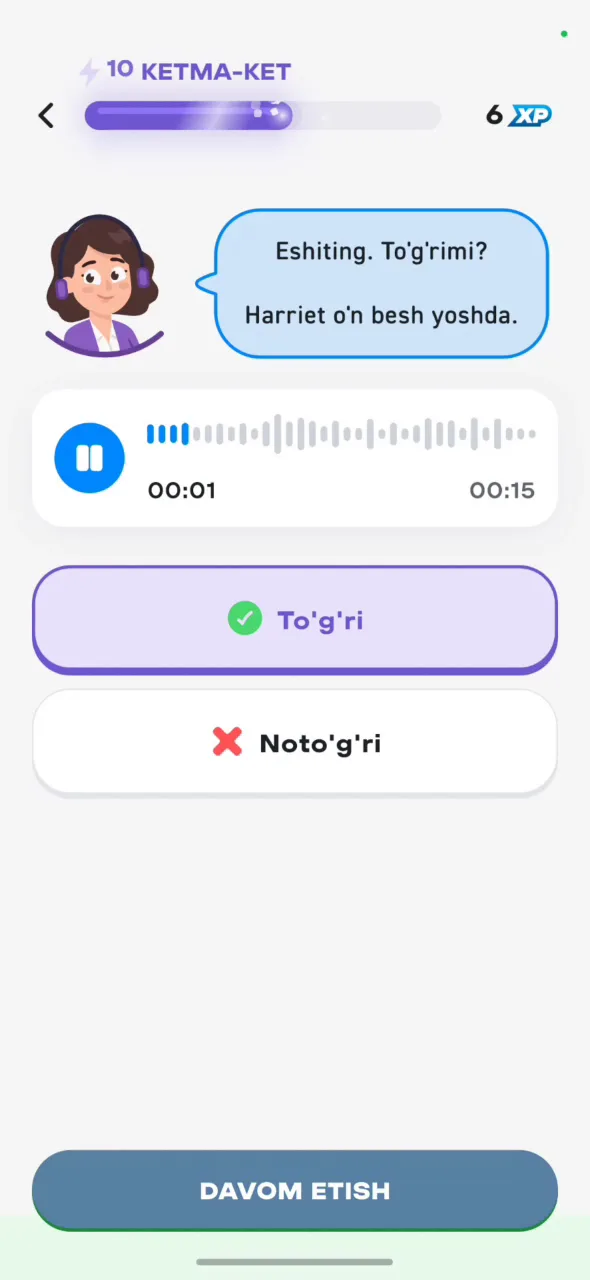 10 KETMA-KET
6 XP
Eshiting. To'g'rimi?
Harriet o'n besh yoshda.
00:01
00:15
To'g'ri
Noto'g'ri
DAVOM ETISH